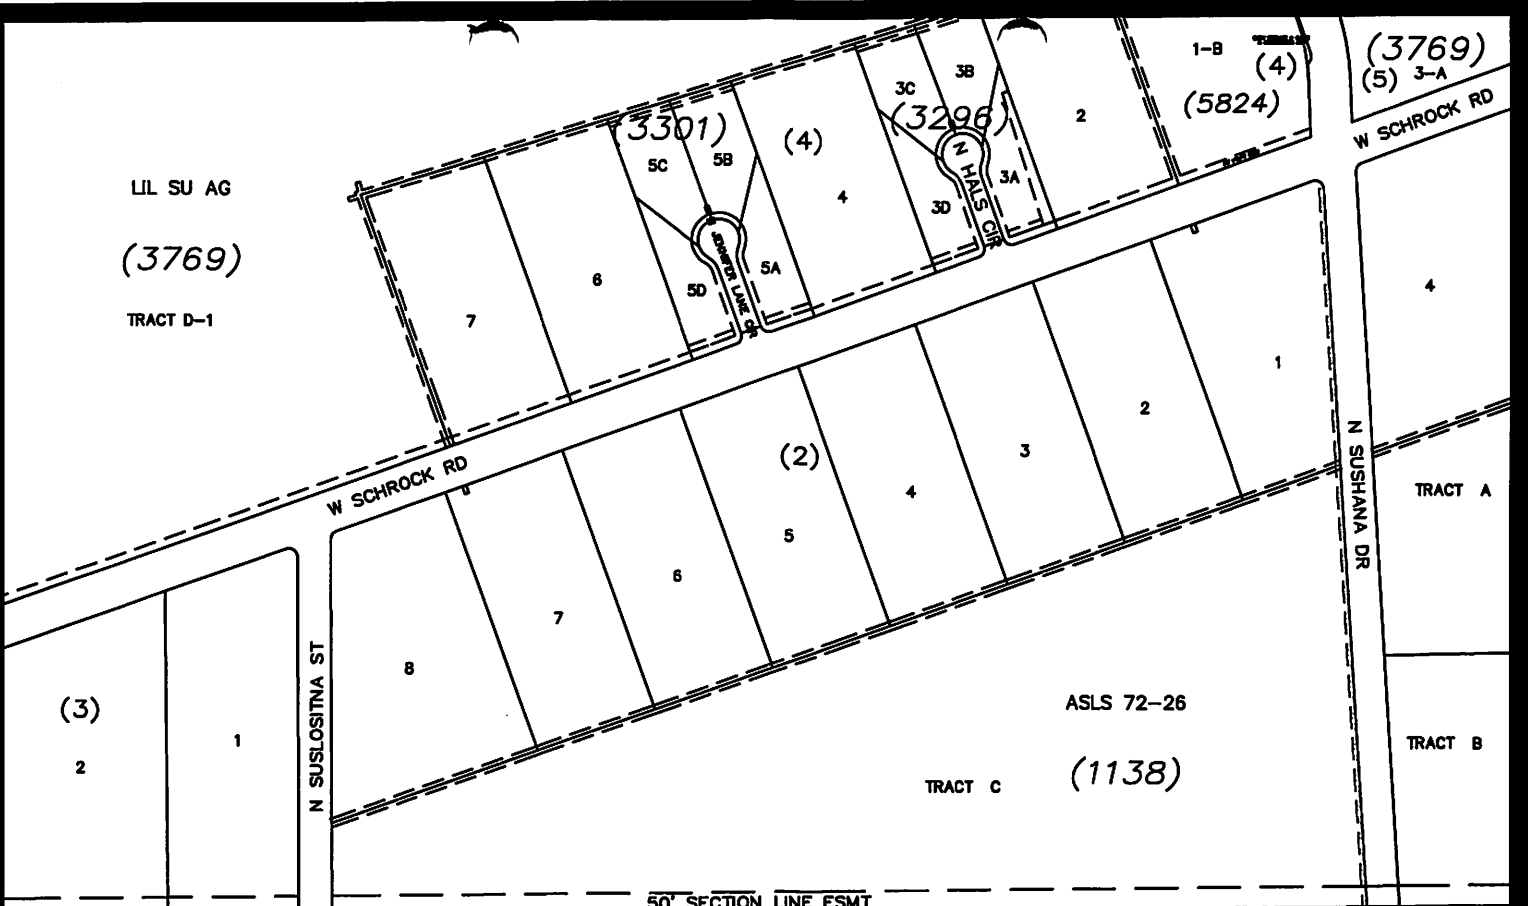 (3769)
1-B
(4)
(5)
3-A
(5824)
3B
3C
(3296)
2
(3301)
(4)
W SCHROCK RD
5C
5B
LIL SU AG
N HALS CIR
3A
4
3D
(3769)
JENNIFER LANE CIR
5A
6
5D
4
TRACT D-1
7
1
2
3
(2)
4
W SCHROCK RD
N SUSHANA DR
TRACT A
5
6
7
8
N SUSLOSITNA ST
(3)
2
1
ASLS 72-26
(1138)
TRACT C
TRACT B
50' SECTION LINE ESMT